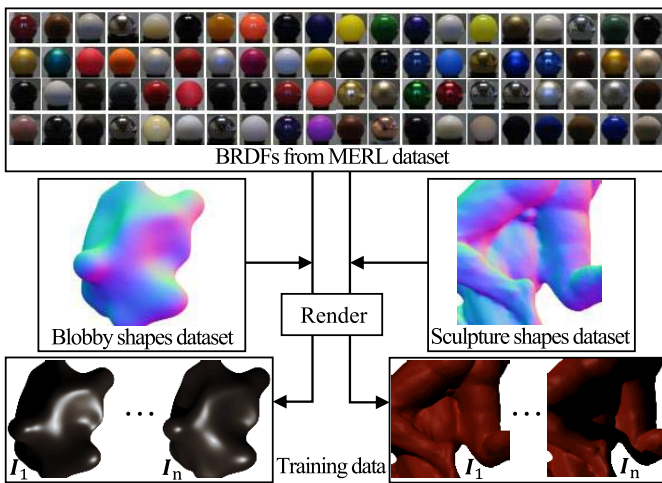 BRDFs from MERL dataset
Blobby shapes dataset
Render
Sculpture shapes dataset
I1 ··· In
Training data
I1 ··· In